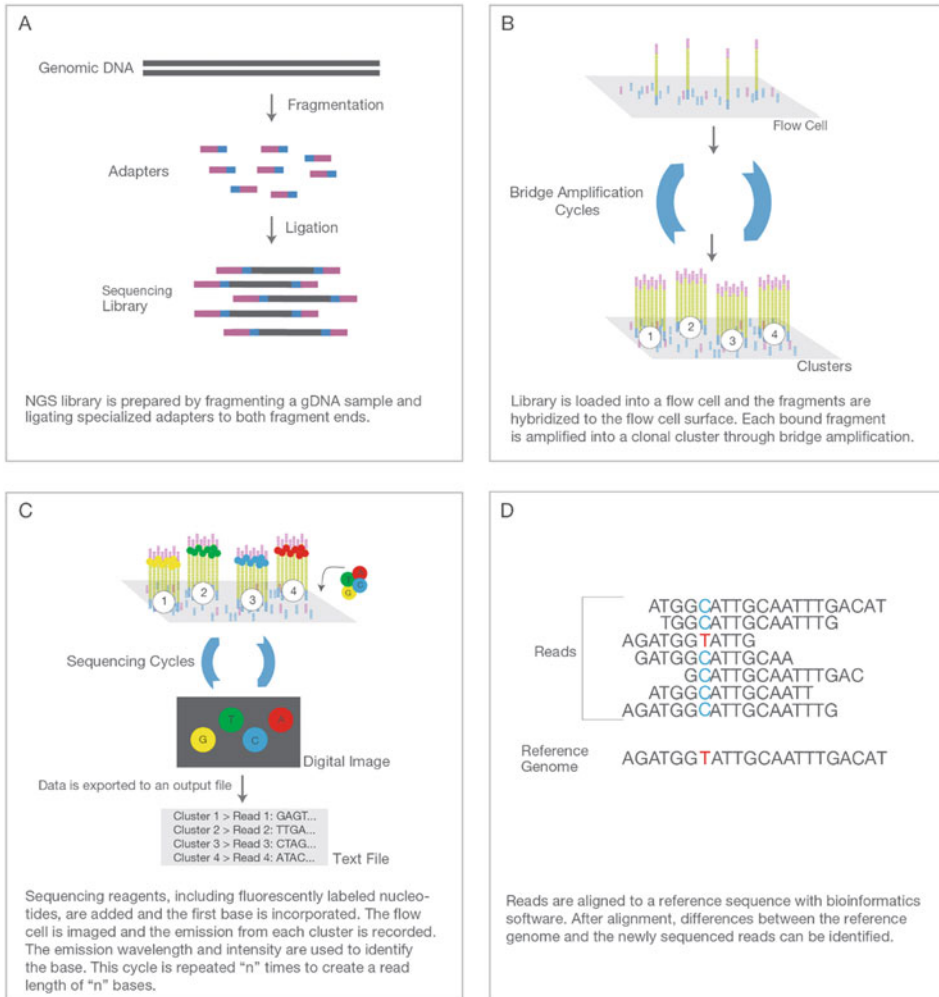 A
Genomic DNA
Fragmentation
Adapters
Ligation
Sequencing
Library
NGS library is prepared by fragmenting a gDNA sample and
ligating specialized adapters to both fragment ends.
B
Flow Cell
Bridge Amplification
Cycles
1
2
3
4
Clusters
Library is loaded into a flow cell and the fragments are
hybridized to the flow cell surface. Each bound fragment
is amplified into a clonal cluster through bridge amplification.
C
1
2
3
4
T
A
G
C
Sequencing Cycles
T
A
G
C
Digital Image
Data is exported to an output file
Cluster 1 > Read 1: GAGT...
Cluster 2 > Read 2: TTGA...
Cluster 3 > Read 3: CTAG...
Cluster 4 > Read 4: ATAC...
Text File
Sequencing reagents, including fluorescently labeled nucleo-
tides, are added and the first base is incorporated. The flow
cell is imaged and the emission from each cluster is recorded.
The emission wavelength and intensity are used to identify
the base. This cycle is repeated “n” times to create a read
length of “n” bases.
D
Reads
ATGGCATTGCAATTTGACAT
TGGCATTGCAATTTG
AGATGGTATTG
GATGGCATTGCAA
GCATTGCAATTTGAC
ATGGCATTGCAATT
AGATGGCATTGCAATTTG
Reference
Genome
AGATGGTATTGCAATTTGACAT
Reads are aligned to a reference sequence with bioinformatics
software. After alignment, differences between the reference
genome and the newly sequenced reads can be identified.